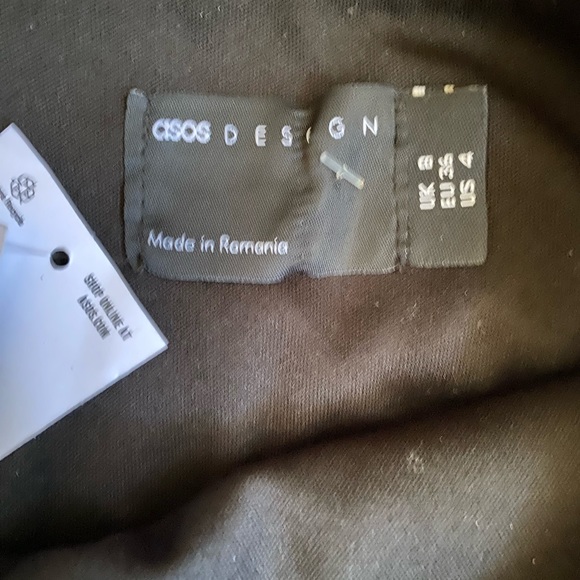 asos DESIGN
Made in Romania
UK 8
EU 36
US 4
SHOP ONLINE AT
ASOS.COM